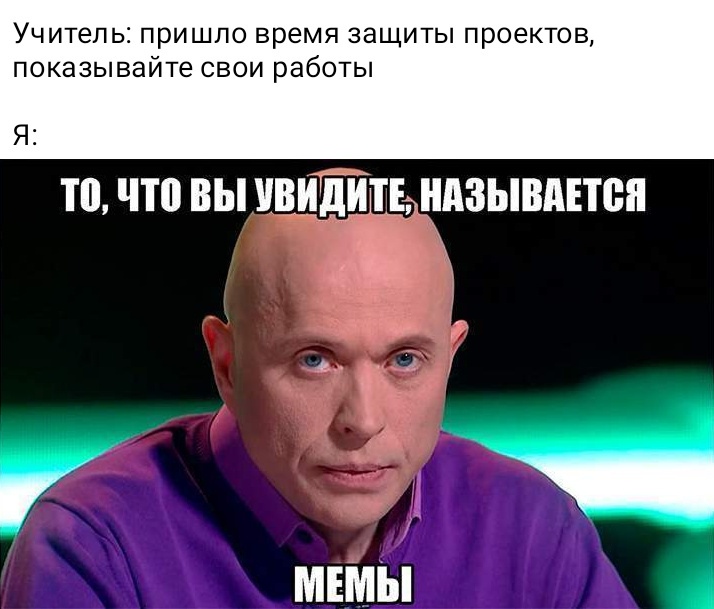 Учитель: пришло время защиты проектов,
показывайте свои работы
Я:
ТО, ЧТО ВЫ УВИДИТЕ, НАЗЫВАЕТСЯ
МЕМЫ